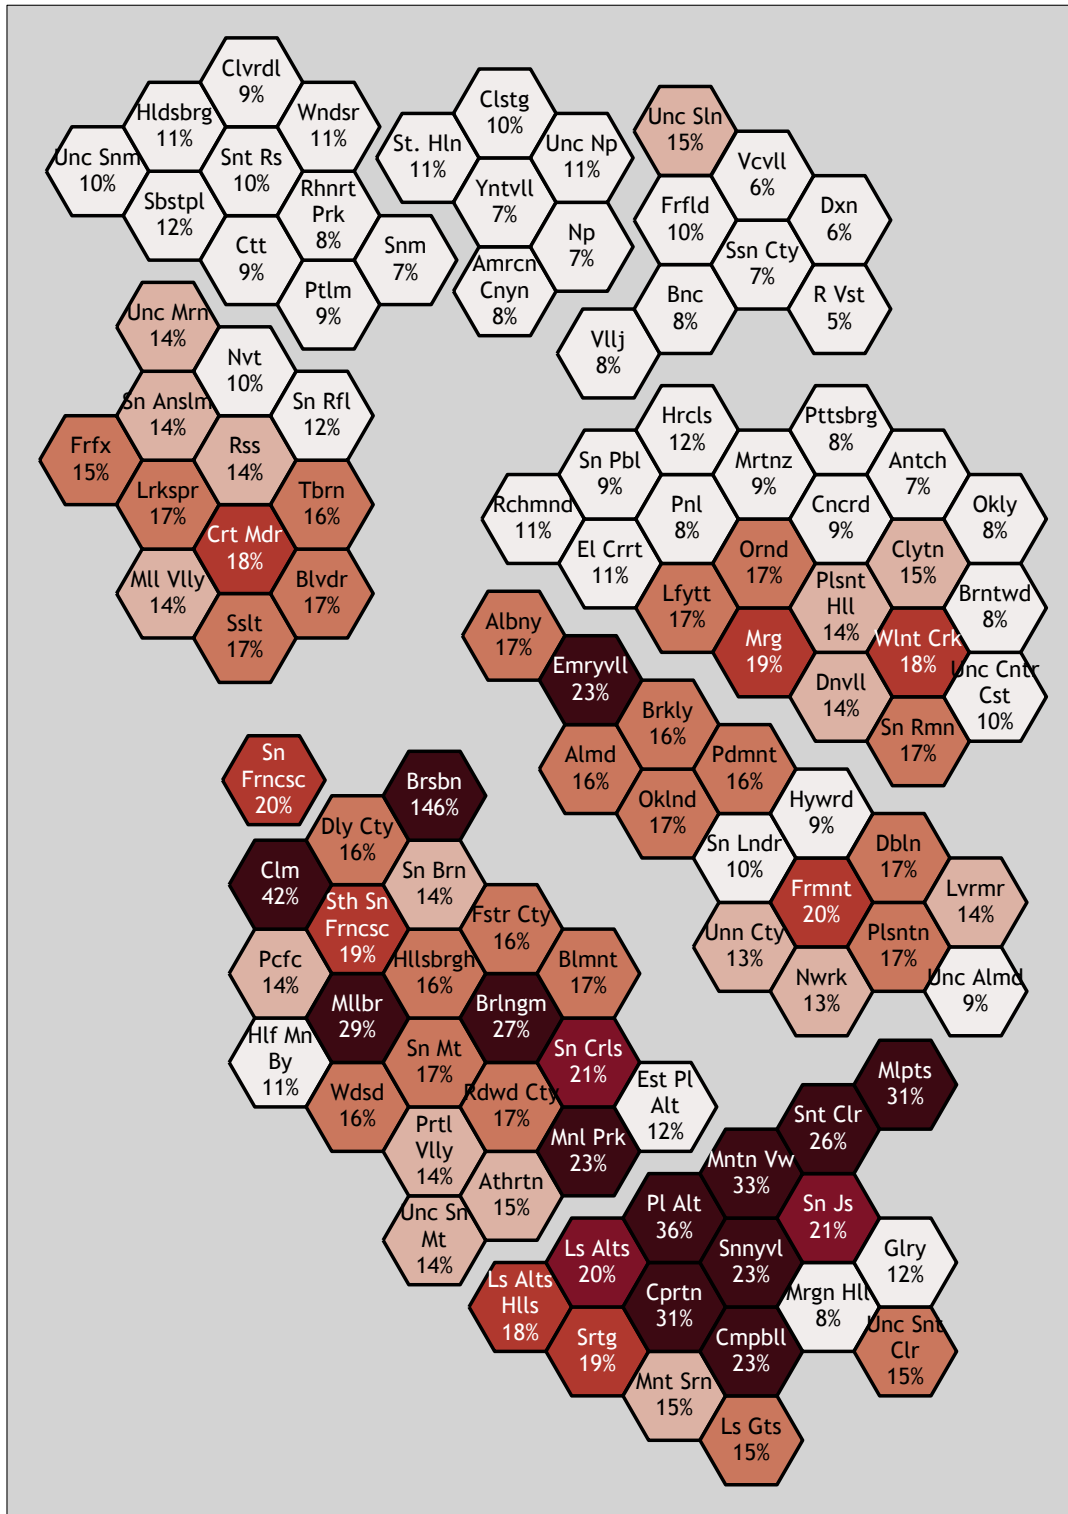 Clvrdl
9%
Hldsbrg
11%
Wndsr
11%
Unc Snm
10%
Snt Rs
10%
Sbstpl
12%
Rhnrt
Prk
8%
Ctt
9%
Snm
7%
Ptlm
9%
Clstg
10%
St. Hln
11%
Unc Np
11%
Yntvll
7%
Np
7%
Amrcn
Cnyn
8%
Unc Sln
15%
Vcvll
6%
Frfld
10%
Dxn
6%
Ssn Cty
7%
Bnc
8%
R Vst
5%
Vllj
8%
Unc Mrn
14%
Nvt
10%
Sn Anslm
14%
Sn Rfl
12%
Frfx
15%
Rss
14%
Lrkspr
17%
Tbrn
16%
Crt Mdr
18%
Mll Vlly
14%
Blvdr
17%
Sslt
17%
Hrcls
12%
Pttsbrg
8%
Sn Pbl
9%
Mrtnz
9%
Antch
7%
Rchmnd
11%
Pnl
8%
Cncrd
9%
Okly
8%
El Crrt
11%
Ornd
17%
Clytn
15%
Lfytt
17%
Plsnt
Hll
14%
Brntwd
8%
Mrg
19%
Wlnt Crk
18%
Dnvll
14%
Unc Cntr
Cst
10%
Sn Rmn
17%
Albny
17%
Emryvll
23%
Brkly
16%
Almd
16%
Pdmnt
16%
Oklnd
17%
Hywrd
9%
Sn Lndr
10%
Dbln
17%
Frmnt
20%
Lvrmr
14%
Unn Cty
13%
Plsntn
17%
Nwrk
13%
Unc Almd
9%
Sn
Frncsc
20%
Brsbn
146%
Dly Cty
16%
Clm
42%
Sn Brn
14%
Sth Sn
Frncsc
19%
Fstr Cty
16%
Pcfc
14%
Hllsbrgh
16%
Blmnt
17%
Mllbr
29%
Brlngm
27%
Hlf Mn
By
11%
Sn Mt
17%
Sn Crls
21%
Wdsd
16%
Rdwd Cty
17%
Est Pl
Alt
12%
Prtl
Vlly
14%
Mnl Prk
23%
Athrtn
15%
Unc Sn
Mt
14%
Mlpts
31%
Snt Clr
26%
Mntn Vw
33%
Pl Alt
36%
Sn Js
21%
Ls Alts
20%
Snnyvl
23%
Glry
12%
Ls Alts
Hlls
18%
Cprtn
31%
Mrgn Hll
8%
Srtg
19%
Cmpbll
23%
Unc Snt
Clr
15%
Mnt Srn
15%
Ls Gts
15%